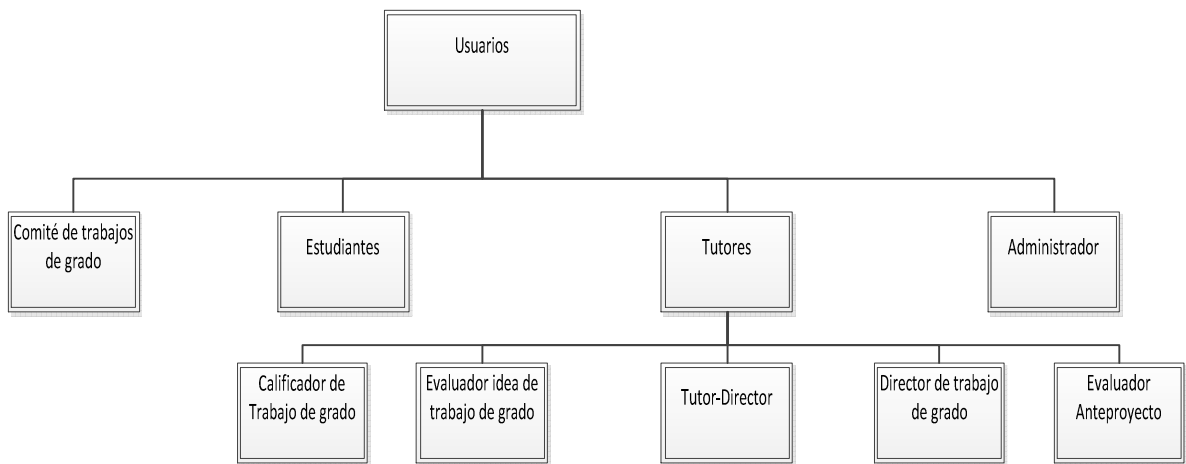 Usuarios
Comité de trabajos
de grado
Estudiantes
Tutores
Administrador
Calificador de
Trabajo de grado
Evaluador idea de
trabajo de grado
Tutor-Director
Director de trabajo
de grado
Evaluador
Anteproyecto